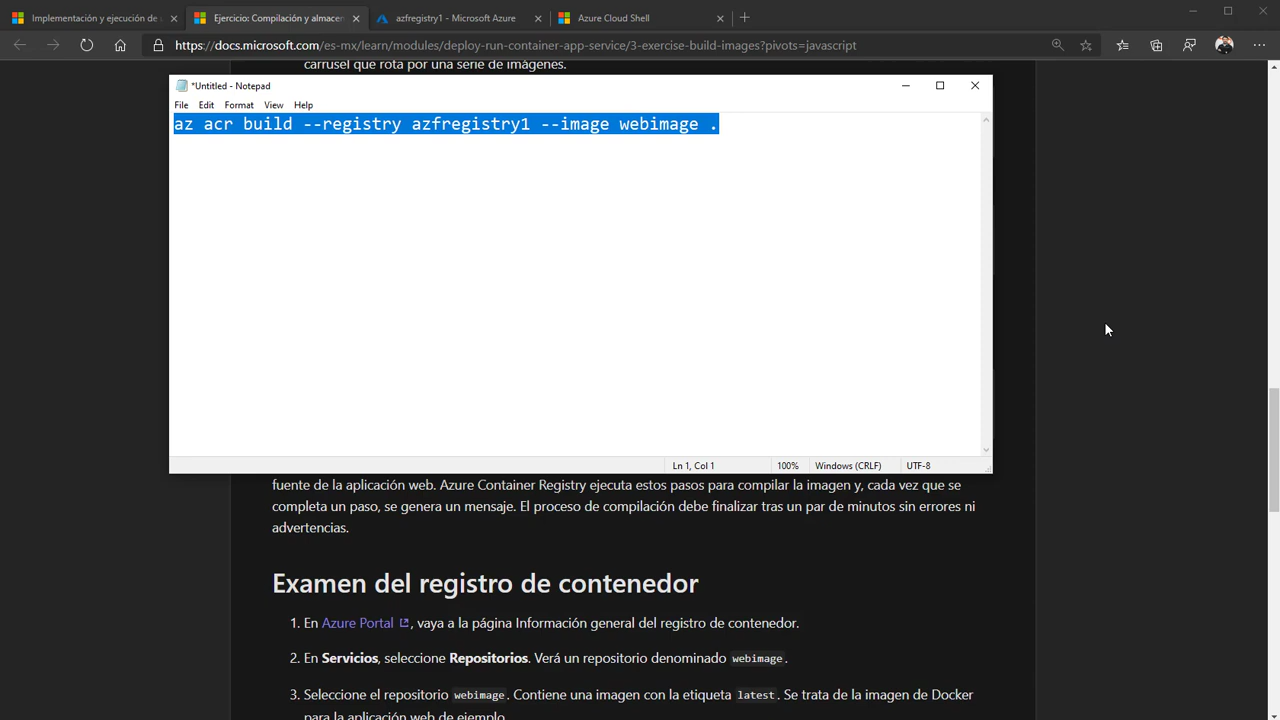 Implementación y ejecución de
Ejercicio: Compilación y almacen
azfregistry1 - Microsoft Azure
Azure Cloud Shell
https://docs.microsoft.com/es-mx/learn/modules/deploy-run-container-app-service/3-exercise-build-images?pivots=javascript
carrusel que rota por una serie de imágenes.
*Untitled - Notepad
File Edit Format View Help
az acr build --registry azfregistry1 --image webimage .
Ln 1, Col 1 100% Windows (CRLF) UTF-8
fuente de la aplicación web. Azure Container Registry ejecuta estos pasos para compilar la imagen y, cada vez que se
completa un paso, se genera un mensaje. El proceso de compilación debe finalizar tras un par de minutos sin errores ni
advertencias.
Examen del registro de contenedor
1. En Azure Portal, vaya a la página Información general del registro de contenedor.
2. En Servicios, seleccione Repositorios. Verá un repositorio denominado webimage.
3. Seleccione el repositorio webimage. Contiene una imagen con la etiqueta latest. Se trata de la imagen de Docker
para la aplicación web de ejemplo.